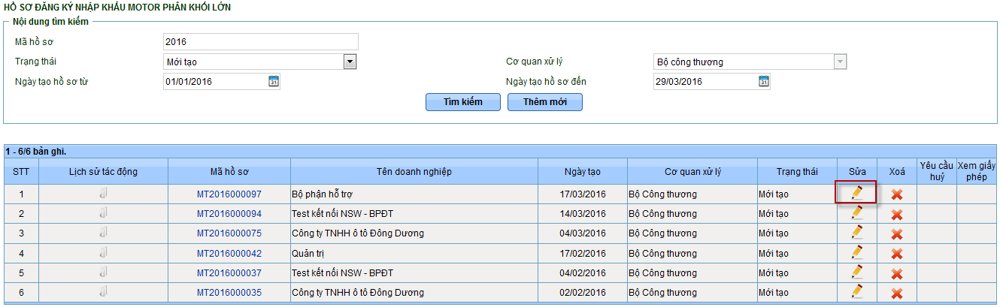 HỒ SƠ ĐĂNG KÝ NHẬP KHẨU MOTOR PHÂN KHỐI LỚN
Nội dung tìm kiếm
Mã hồ sơ 2016
Trạng thái Mới tạo Cơ quan xử lý Bộ công thương
Ngày tạo hồ sơ từ 01/01/2016 31 Ngày tạo hồ sơ đến 29/03/2016 31
Tìm kiếm Thêm mới
1 - 6/6 bản ghi.
STT Lịch sử tác động Mã hồ sơ Tên doanh nghiệp Ngày tạo Cơ quan xử lý Trạng thái Sửa Xoá Yêu cầu huỷ Xem giấy phép
1 MT2016000097 Bộ phận hỗ trợ 17/03/2016 Bộ Công thương Mới tạo
2 MT2016000094 Test kết nối NSW - BPĐT 14/03/2016 Bộ Công thương Mới tạo
3 MT2016000075 Công ty TNHH ô tô Đông Dương 04/03/2016 Bộ Công thương Mới tạo
4 MT2016000042 Quản trị 17/02/2016 Bộ Công thương Mới tạo
5 MT2016000037 Test kết nối NSW - BPĐT 04/02/2016 Bộ Công thương Mới tạo
6 MT2016000035 Công ty TNHH ô tô Đông Dương 02/02/2016 Bộ Công thương Mới tạo